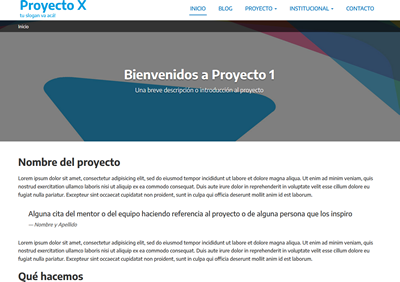 Proyecto X
tu slogan va acá!
INICIO BLOG PROYECTO INSTITUCIONAL CONTACTO
Inicio
Bienvenidos a Proyecto 1
Una breve descripción o introducción al proyecto
Nombre del proyecto
Lorem ipsum dolor sit amet, consectetur adipisicing elit, sed do eiusmod tempor incididunt ut labore et dolore magna aliqua. Ut enim ad minim veniam, quis
nostrud exercitation ullamco laboris nisi ut aliquip ex ea commodo consequat. Duis aute irure dolor in reprehenderit in voluptate velit esse cillum dolore eu
fugiat nulla pariatur. Excepteur sint occaecat cupidatat non proident, sunt in culpa qui officia deserunt mollit anim id est laborum.
Alguna cita del mentor o del equipo haciendo referencia al proyecto o de alguna persona que los inspiro
— Nombre y Apellido
Lorem ipsum dolor sit amet, consectetur adipisicing elit, sed do eiusmod tempor incididunt ut labore et dolore magna aliqua. Ut enim ad minim veniam, quis
nostrud exercitation ullamco laboris nisi ut aliquip ex ea commodo consequat. Duis aute irure dolor in reprehenderit in voluptate velit esse cillum dolore eu
fugiat nulla pariatur. Excepteur sint occaecat cupidatat non proident, sunt in culpa qui officia deserunt mollit anim id est laborum.
Qué hacemos